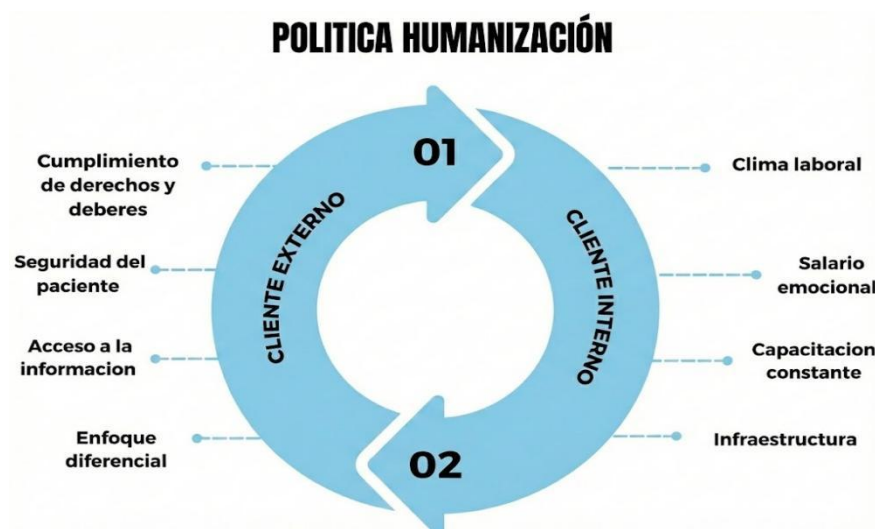 POLITICA HUMANIZACIÓN
01
CLIENTE EXTERNO
Cumplimiento
de derechos y
deberes
Seguridad del
paciente
Acceso a la
informacion
Enfoque
diferencial
02
CLIENTE INTERNO
Clima laboral
Salario
emocional
Capacitacion
constante
Infraestructura